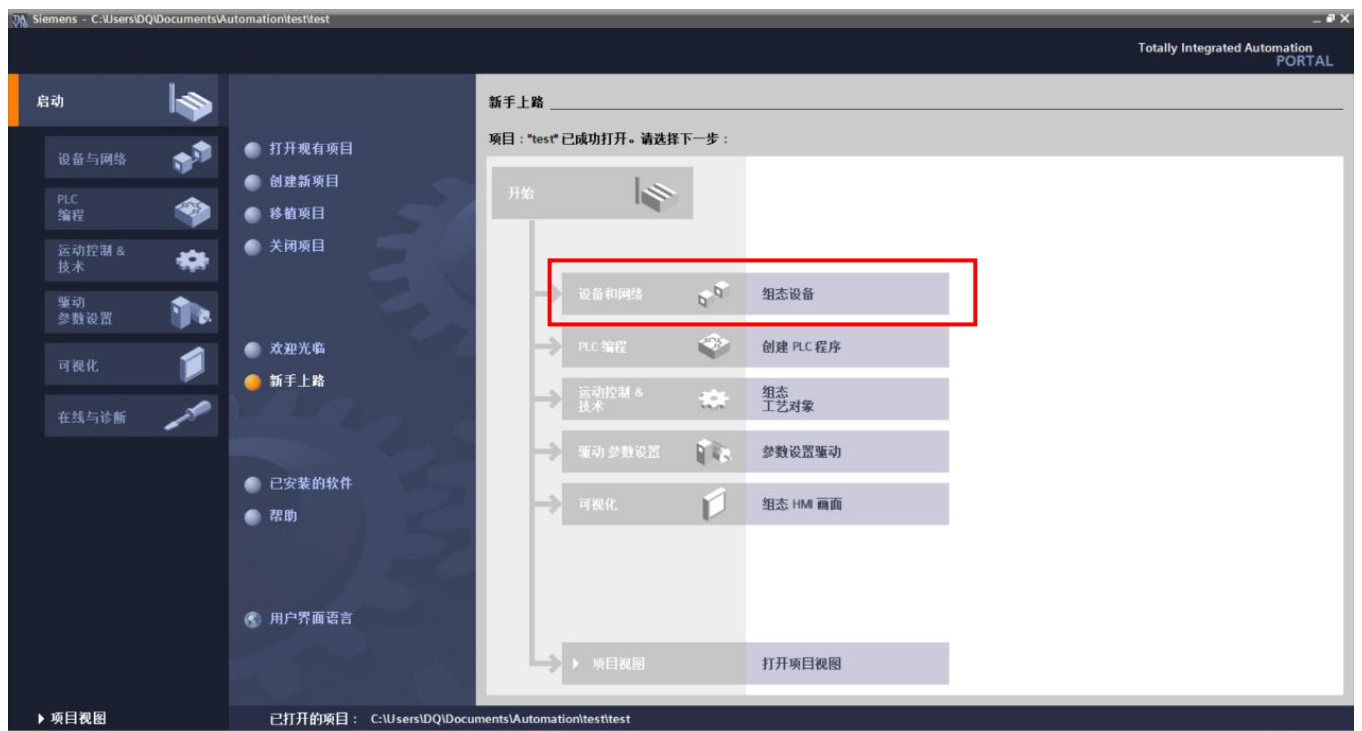 Siemens - C:\Users\DQ\Documents\Automation\test\test
Totally Integrated Automation
PORTAL
启动
设备与网络
PLC
编程
运动控制 &
技术
驱动
参数设置
可视化
在线与诊断
打开现有项目
创建新项目
移植项目
关闭项目
欢迎光临
新手上路
已安装的软件
帮助
用户界面语言
新手上路
项目："test" 已成功打开。请选择下一步：
开始
设备和网络
组态设备
PLC 编程
创建 PLC 程序
运动控制 &
技术
组态
工艺对象
驱动 参数设置
参数设置驱动
可视化
组态 HMI 画面
项目视图
打开项目视图
项目视图
已打开的项目： C:\Users\DQ\Documents\Automation\test\test